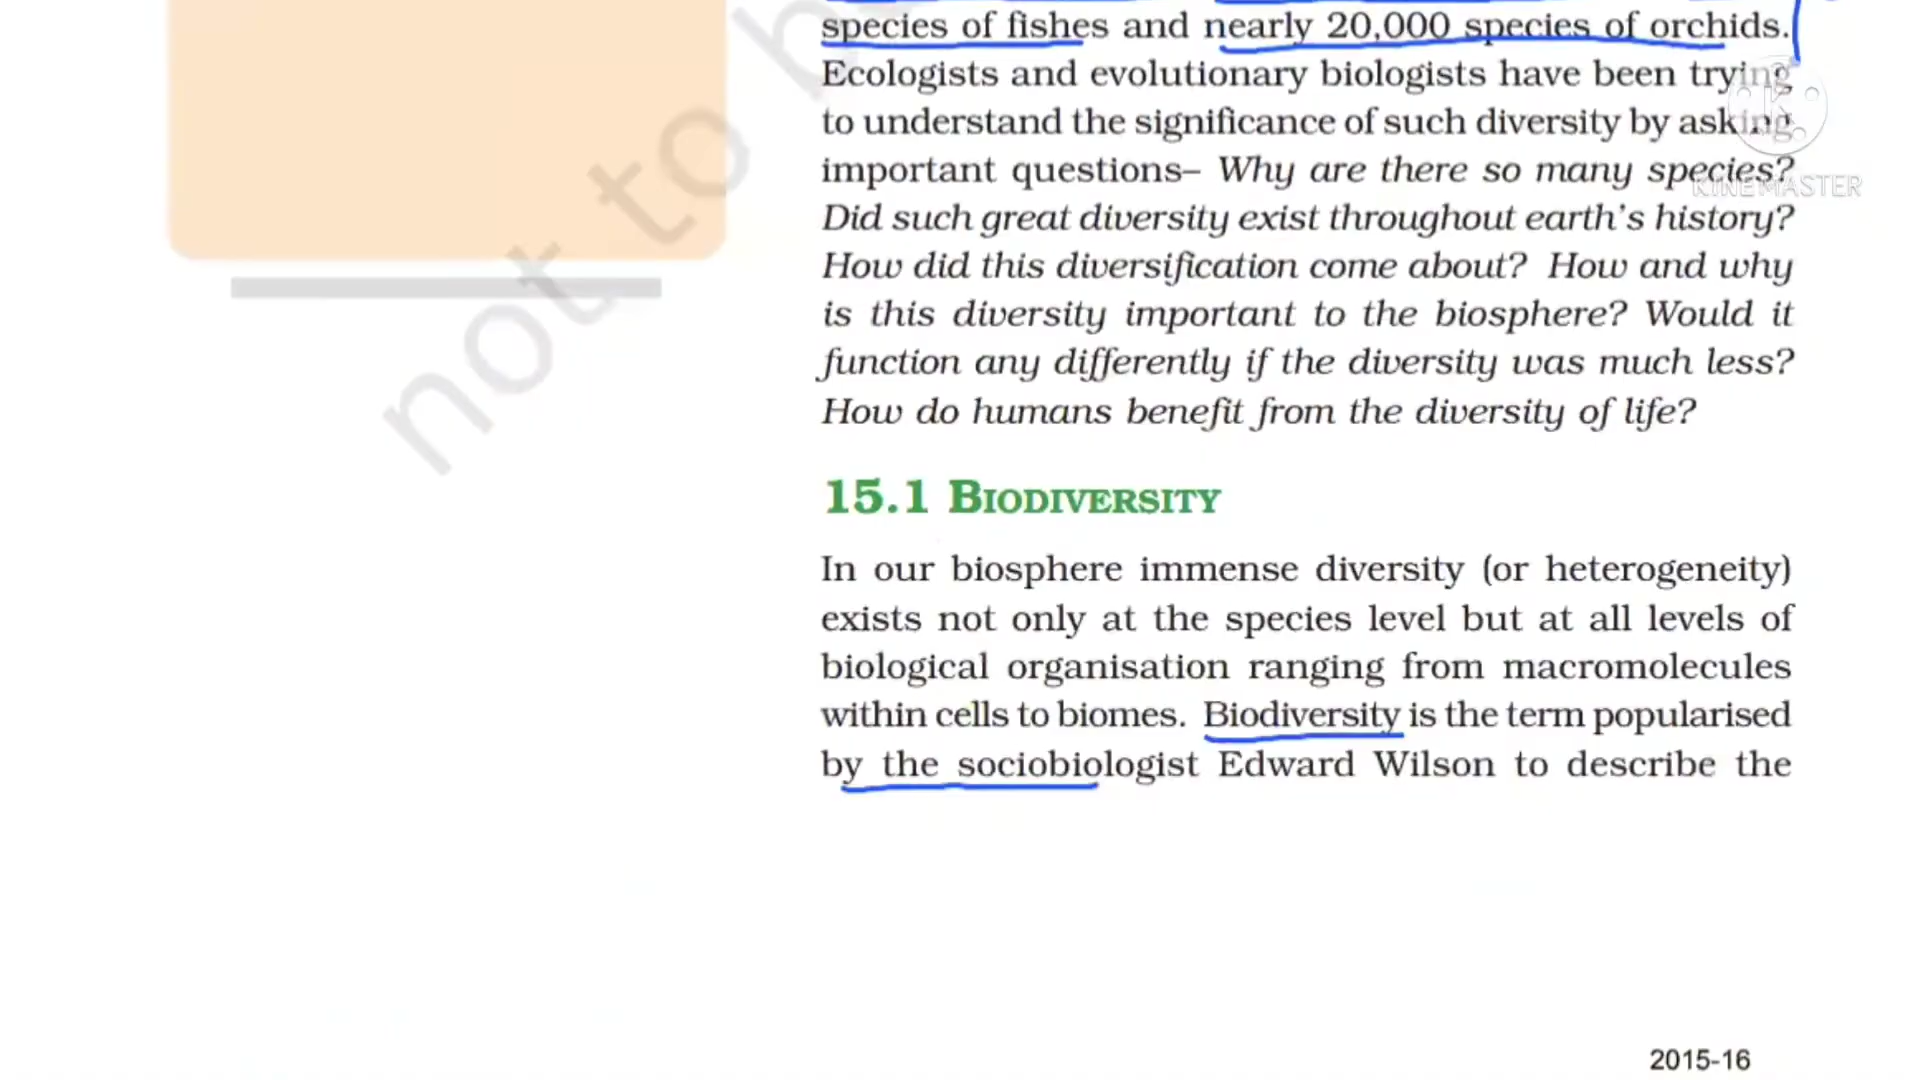 species of fishes and nearly 20,000 species of orchids.
Ecologists and evolutionary biologists have been trying
to understand the significance of such diversity by asking
important questions– Why are there so many species?
KINEMASTER
Did such great diversity exist throughout earth's history?
How did this diversification come about? How and why
is this diversity important to the biosphere? Would it
function any differently if the diversity was much less?
How do humans benefit from the diversity of life?
not to b
15.1 BIODIVERSITY
In our biosphere immense diversity (or heterogeneity)
exists not only at the species level but at all levels of
biological organisation ranging from macromolecules
within cells to biomes. Biodiversity is the term popularised
by the sociobiologist Edward Wilson to describe the
2015-16